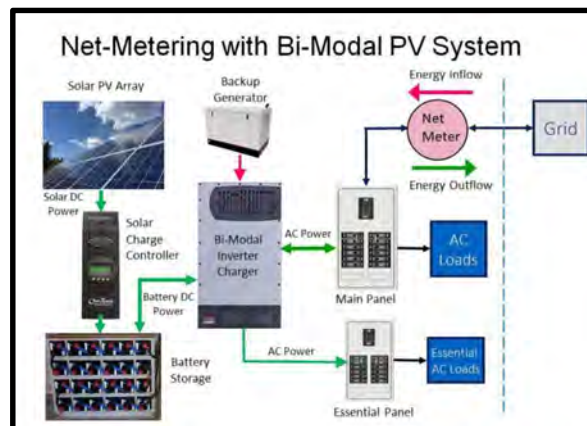 Net-Metering with Bi-Modal PV System
Solar PV Array
Backup
Generator
Energy Inflow
Net
Meter
Grid
Energy Outflow
Solar DC
Power
Solar
Charge
Controller
Bi-Modal
Inverter
Charger
AC Power
AC
Loads
Main Panel
Battery DC
Power
Battery
Storage
AC Power
Essential
AC Loads
Essential Panel